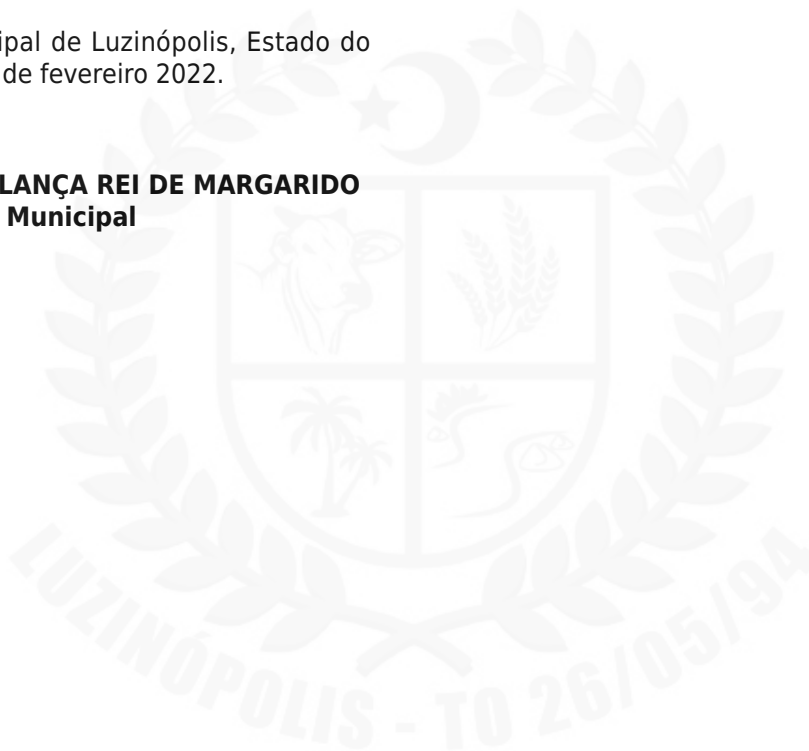 ipal de Luzinópolis, Estado do
de fevereiro 2022.
LANÇA REI DE MARGARIDO
Municipal
LUZINÓPOLIS - TO 26/05/94